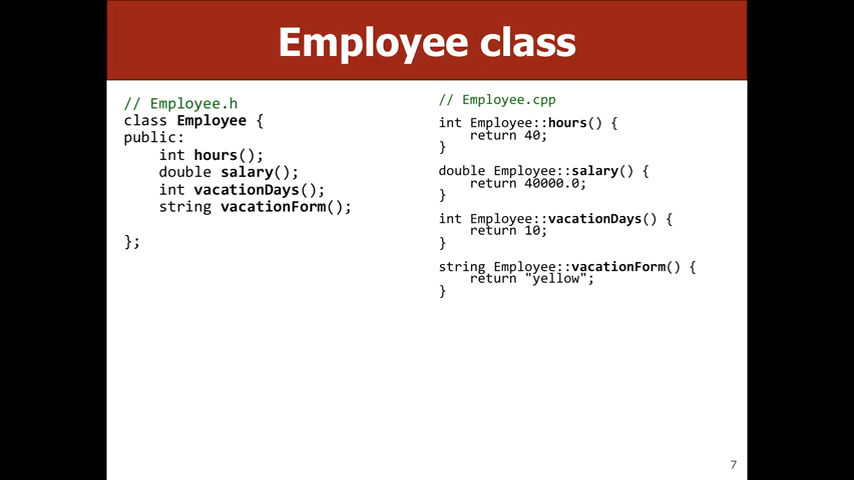 Employee class
// Employee.h
class Employee {
public:
    int hours();
    double salary();
    int vacationDays();
    string vacationForm();
};
// Employee.cpp
int Employee::hours() {
    return 40;
}
double Employee::salary() {
    return 40000.0;
}
int Employee::vacationDays() {
    return 10;
}
string Employee::vacationForm() {
    return "yellow";
}
7